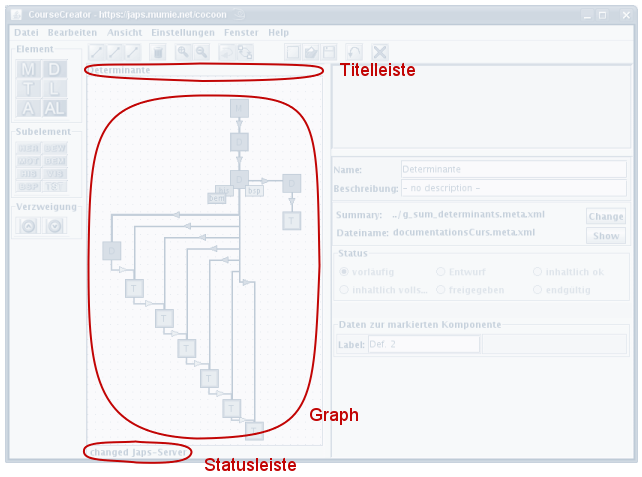 CourseCreator - https://japs.mumie.net/cocoon
Datei Bearbeiten Ansicht Einstellungen Fenster Help
Element
M D
T L
A AL
Subelement
Verzweigung
Determinante
Titelleiste
bsp
bem
T
T
T
T
T
T
T
T
Graph
changed Japs-Server
Statusleiste
Name: Determinante
Beschreibung: – no description –
Summary: ../g_sum_determinants.meta.xml Change
Dateiname: documentationsCurs.meta.xml Show
Status
vorläufig Entwurf inhaltlich ok.
inhaltlich volls... freigegeben endgültig
Daten zur markierten Komponente
Label: Def. 2